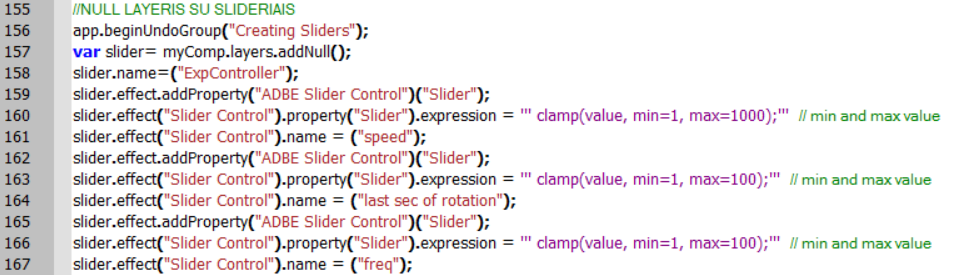 155 //NULL LAYERIS SU SLIDERIAIS
156 app.beginUndoGroup("Creating Sliders");
157 var slider= myComp.layers.addNull();
158 slider.name=("ExpController");
159 slider.effect.addProperty("ADBE Slider Control")("Slider");
160 slider.effect("Slider Control").property("Slider").expression = ''' clamp(value, min=1, max=1000);''' // min and max value
161 slider.effect("Slider Control").name = ("speed");
162 slider.effect.addProperty("ADBE Slider Control")("Slider");
163 slider.effect("Slider Control").property("Slider").expression = ''' clamp(value, min=1, max=100);''' // min and max value
164 slider.effect("Slider Control").name = ("last sec of rotation");
165 slider.effect.addProperty("ADBE Slider Control")("Slider");
166 slider.effect("Slider Control").property("Slider").expression = ''' clamp(value, min=1, max=100);''' // min and max value
167 slider.effect("Slider Control").name = ("freq");